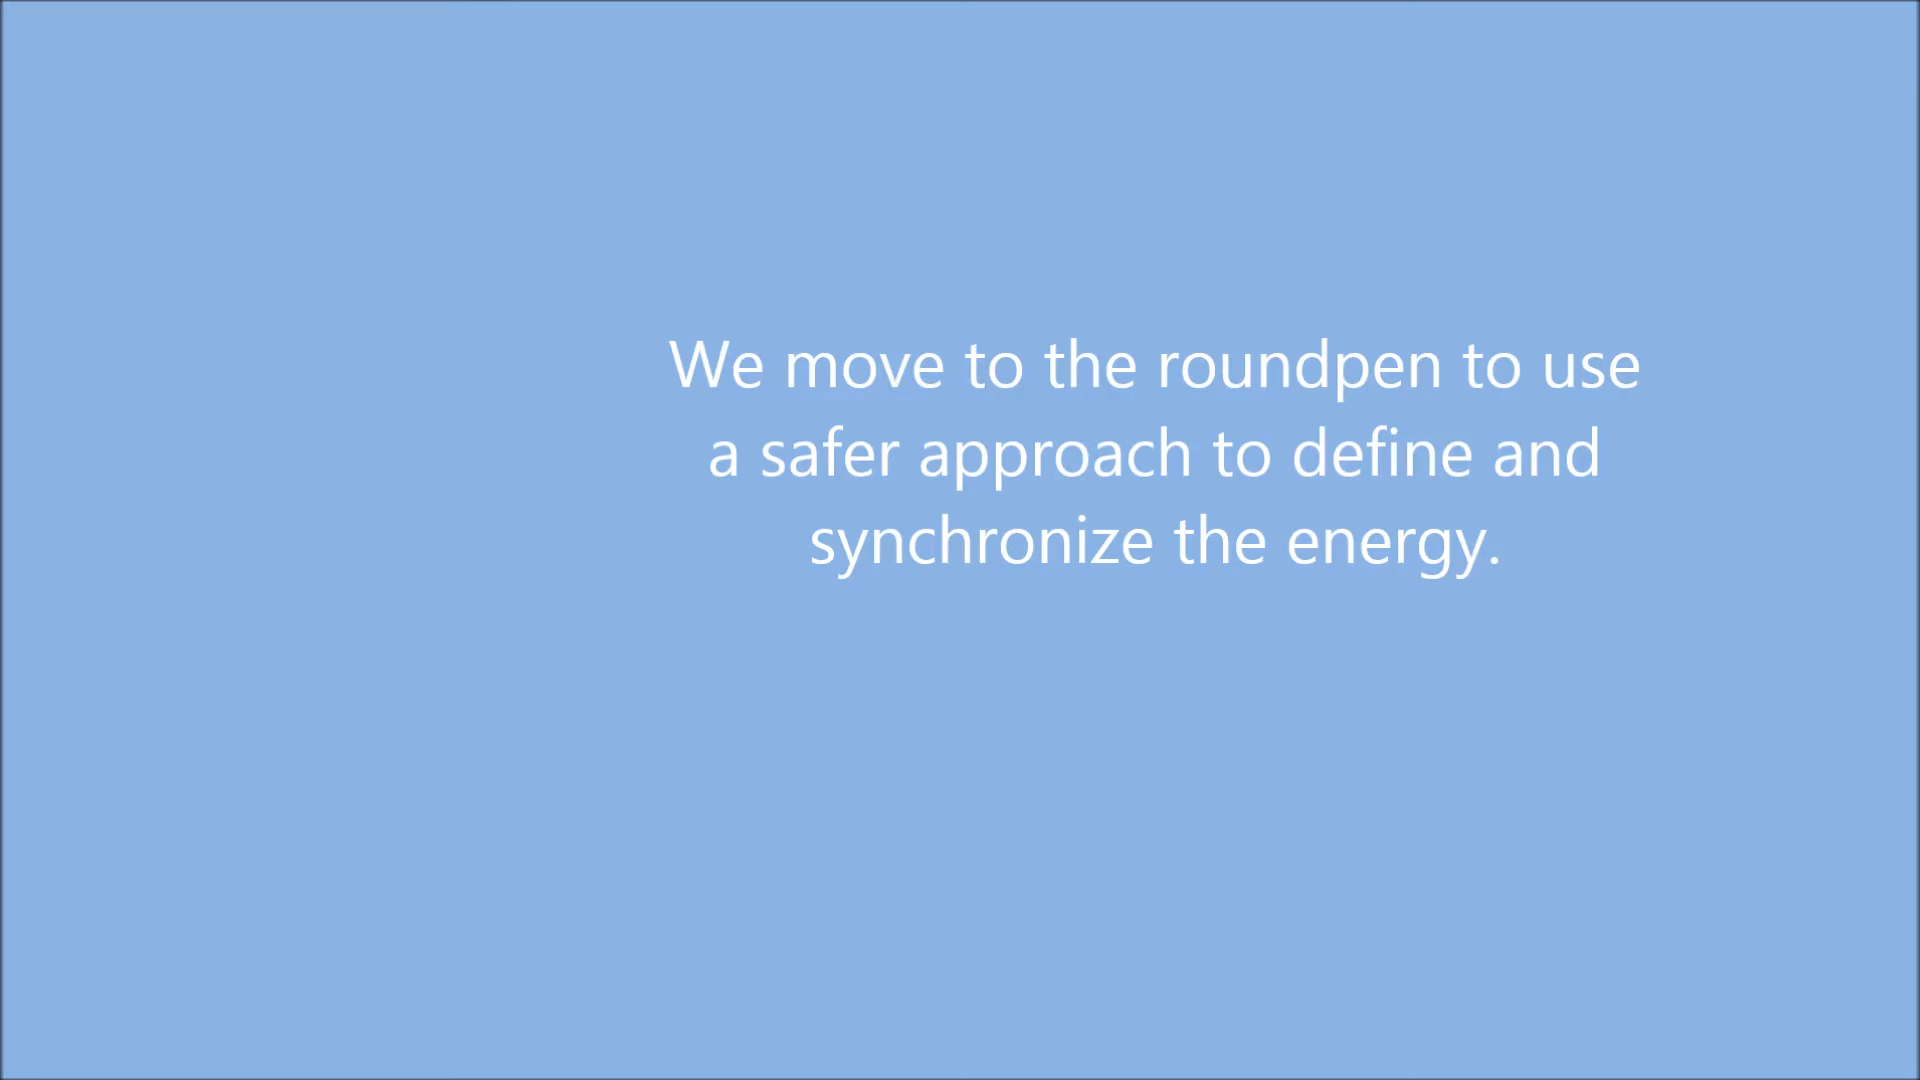 We move to the roundpen to use
a safer approach to define and
synchronize the energy.